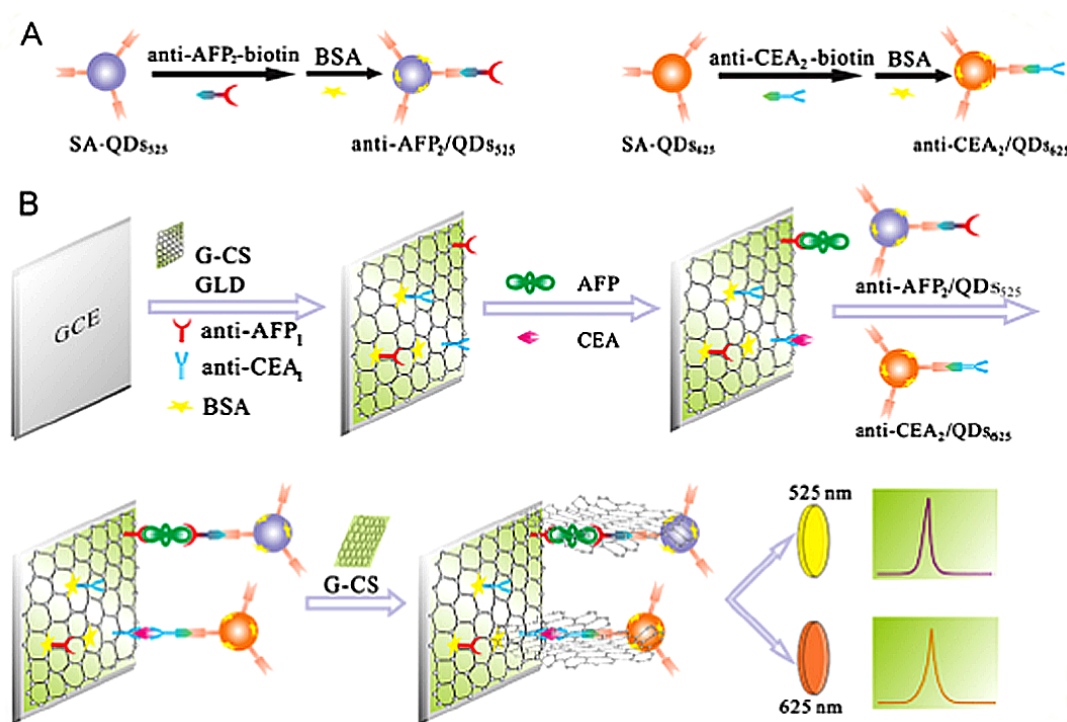 A
anti-AFP₂-biotin BSA
SA-QDs₅₂₅
anti-AFP₂/QDs₅₂₅
anti-CEA₂-biotin BSA
SA-QDs₆₂₅
anti-CEA₂/QDs₆₂₅
B
GCE
G-CS
GLD
anti-AFP₁
anti-CEA₁
BSA
AFP
CEA
anti-AFP₂/QDs₅₂₅
anti-CEA₂/QDs₆₂₅
G-CS
525 nm
625 nm